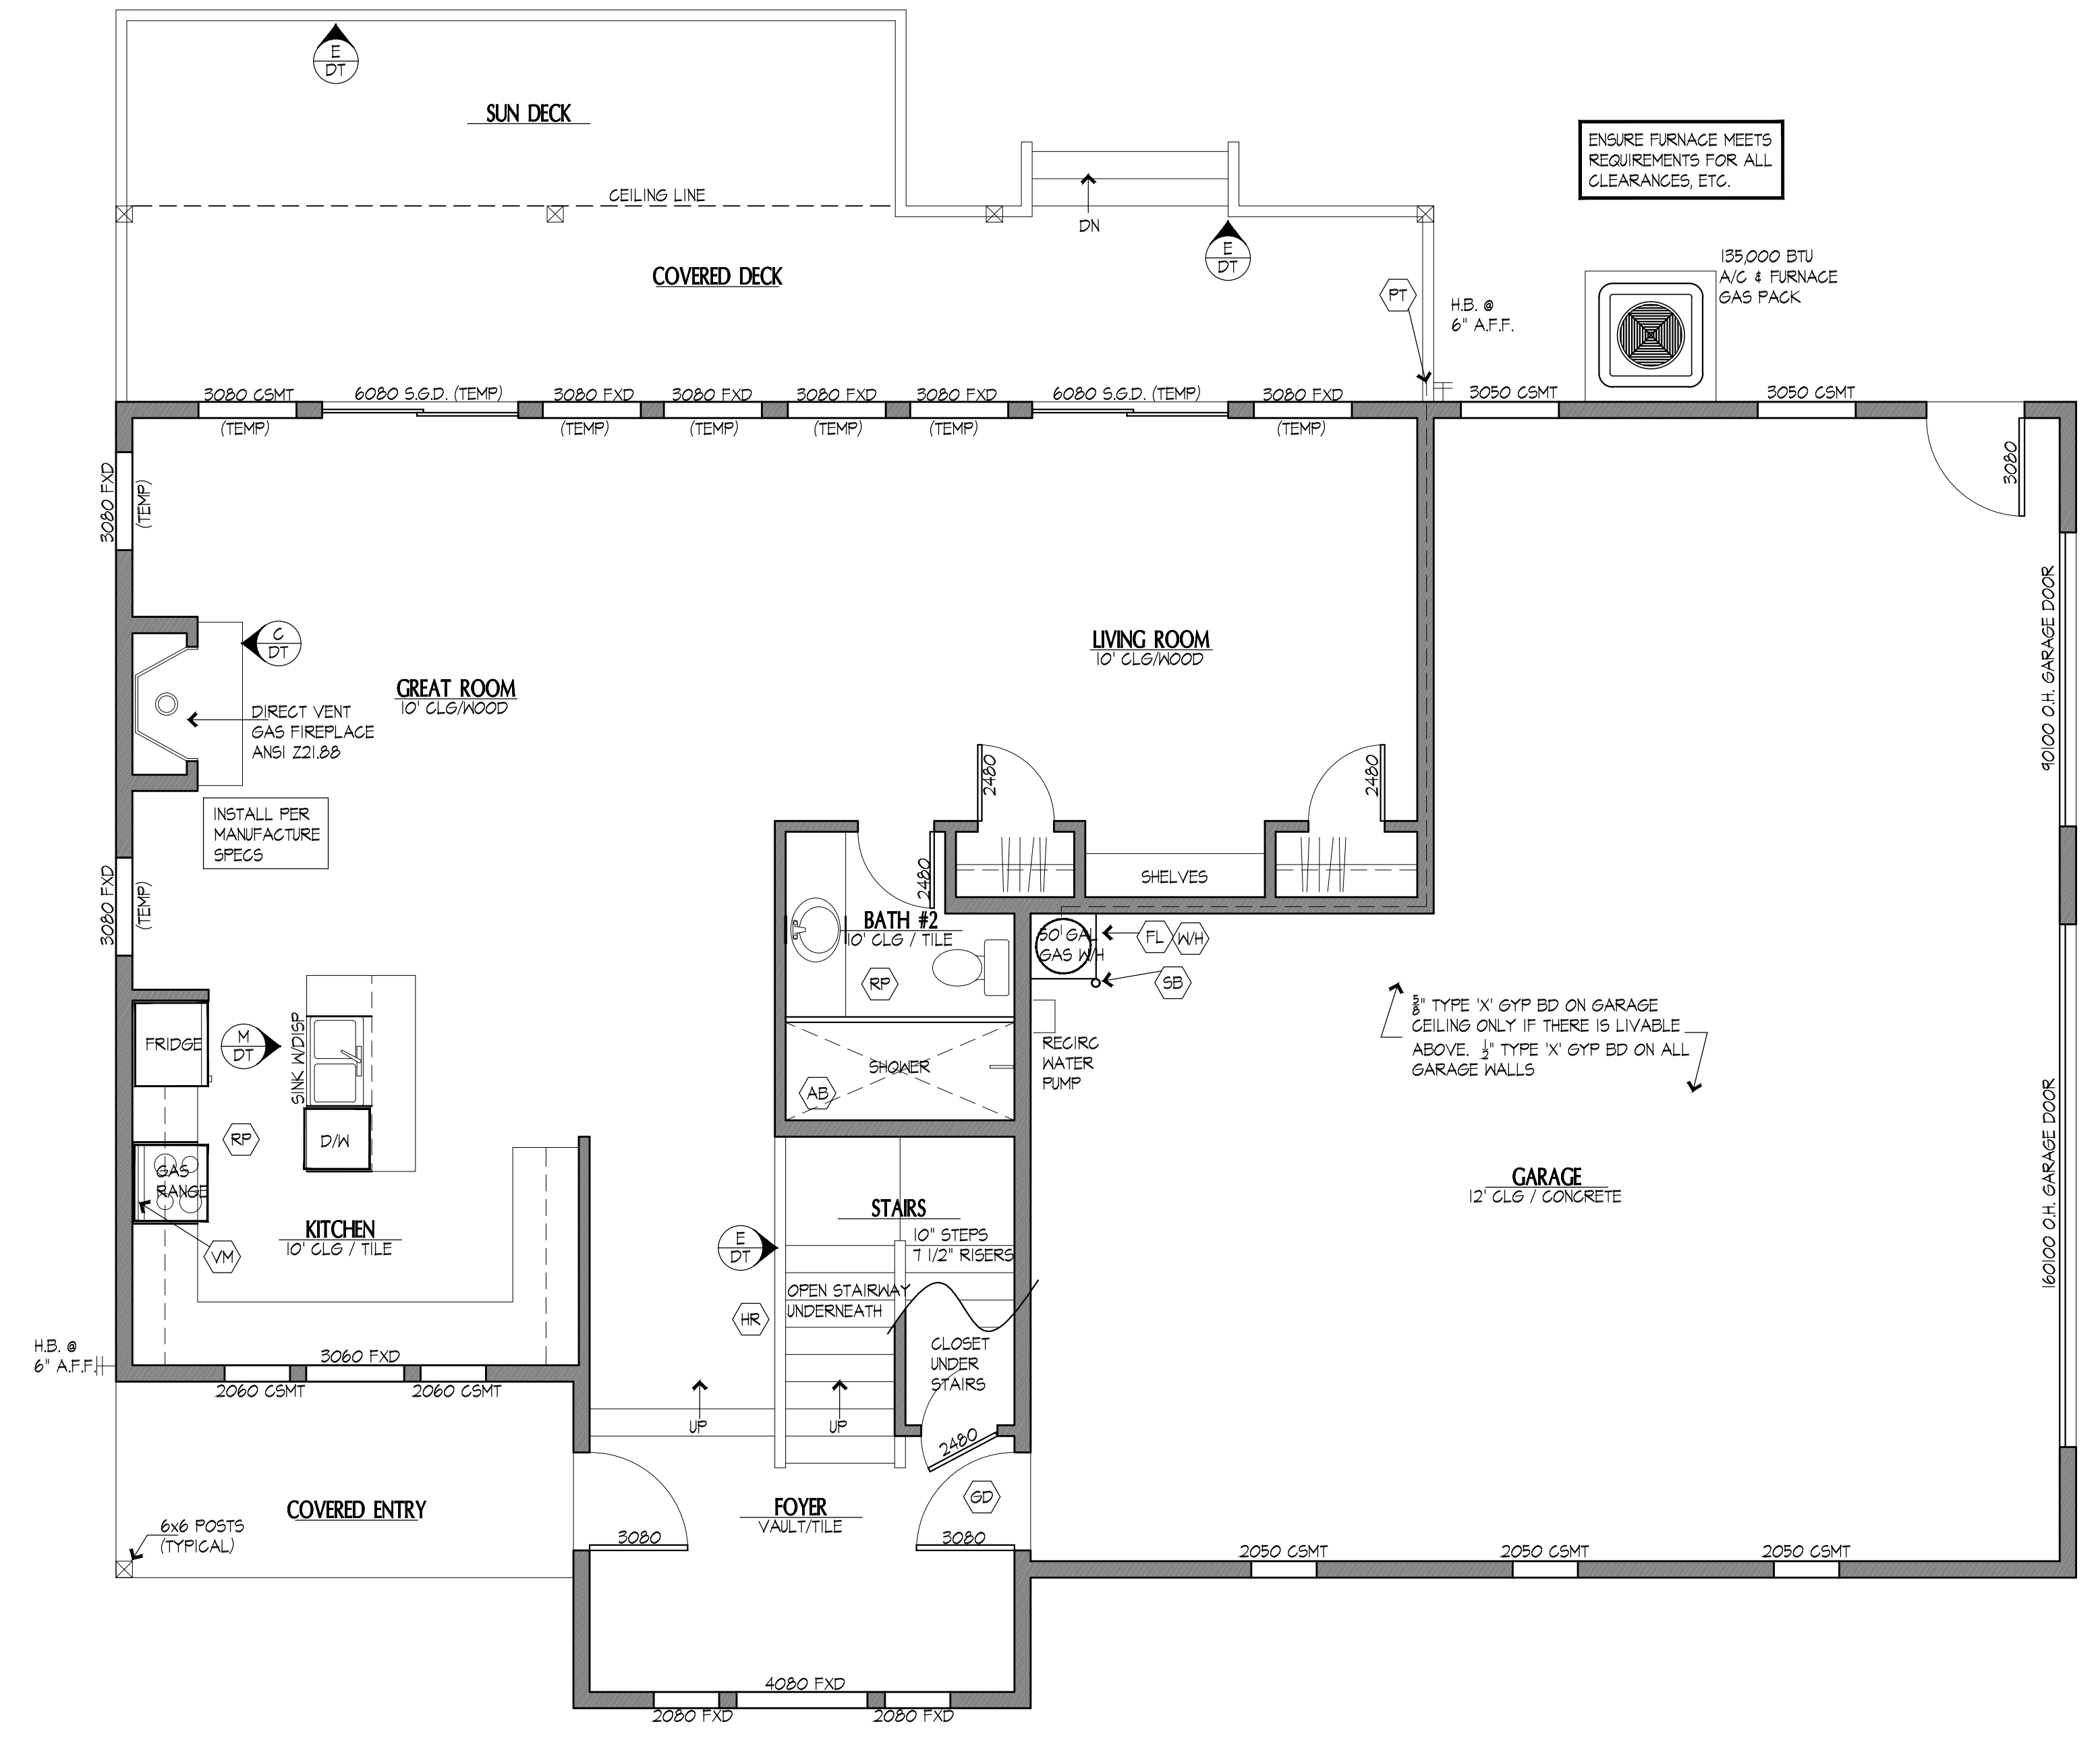 E
DT
SUN DECK
CEILING LINE
DN
E
DT
COVERED DECK
ENSURE FURNACE MEETS
REQUIREMENTS FOR ALL
CLEARANCES, ETC.
135,000 BTU
A/C & FURNACE
GAS PACK
PT
H.B. @
6" A.F.F.
3080 CSMT
(TEMP)
6080 S.G.D. (TEMP)
3080 FXD
(TEMP)
3080 FXD
(TEMP)
3080 FXD
(TEMP)
3080 FXD
(TEMP)
6080 S.G.D. (TEMP)
3080 FXD
(TEMP)
3050 CSMT
3050 CSMT
3080
3080 FXD
(TEMP)
C
DT
GREAT ROOM
10' CLG/WOOD
DIRECT VENT
GAS FIREPLACE
ANSI Z21.88
INSTALL PER
MANUFACTURE
SPECS
LIVING ROOM
10' CLG/WOOD
90100 O.H. GARAGE DOOR
2480
2480
2480
SHELVES
3080 FXD
(TEMP)
BATH #2
10' CLG / TILE
RP
50 GAL
GAS W/H
FL
W/H
SB
RECIRC
WATER
PUMP
5/8" TYPE 'X' GYP BD ON GARAGE
CEILING ONLY IF THERE IS LIVABLE
ABOVE. 1/2" TYPE 'X' GYP BD ON ALL
GARAGE WALLS
FRIDGE
M
DT
SINK W/DISP
D/W
RP
GAS
RANGE
VM
KITCHEN
10' CLG / TILE
SHOWER
AB
STAIRS
10" STEPS
7 1/2" RISERS
E
DT
OPEN STAIRWAY
UNDERNEATH
HR
CLOSET
UNDER
STAIRS
GARAGE
12' CLG / CONCRETE
160100 O.H. GARAGE DOOR
H.B. @
6" A.F.F.
3060 FXD
2060 CSMT
2060 CSMT
UP
UP
2480
GD
COVERED ENTRY
6x6 POSTS
(TYPICAL)
FOYER
VAULT/TILE
3080
3080
2050 CSMT
2050 CSMT
2050 CSMT
4080 FXD
2080 FXD
2080 FXD